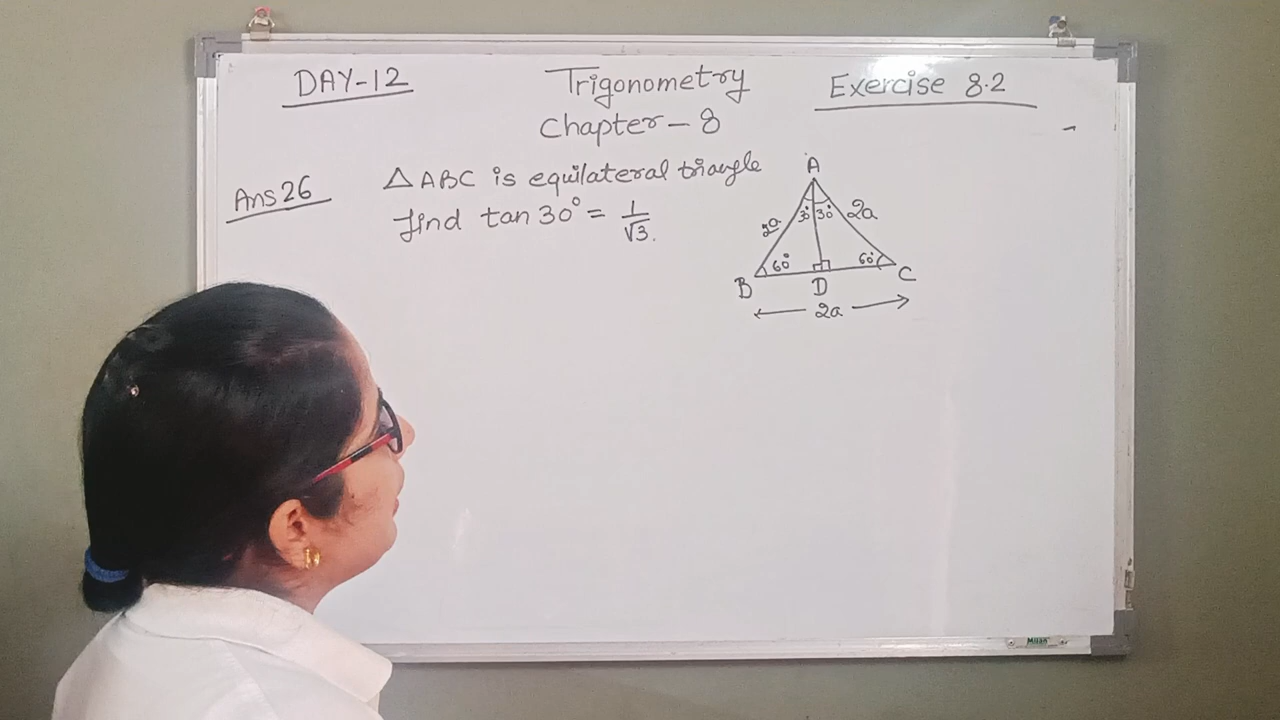 DAY-12
Trigonometry
Chapter - 8
Exercise 8.2
Ans 26
△ABC is equilateral triangle
find tan 30° = 1/√3.
A
30° 30°
2a 2a
60° 60°
B D C
2a
Milan